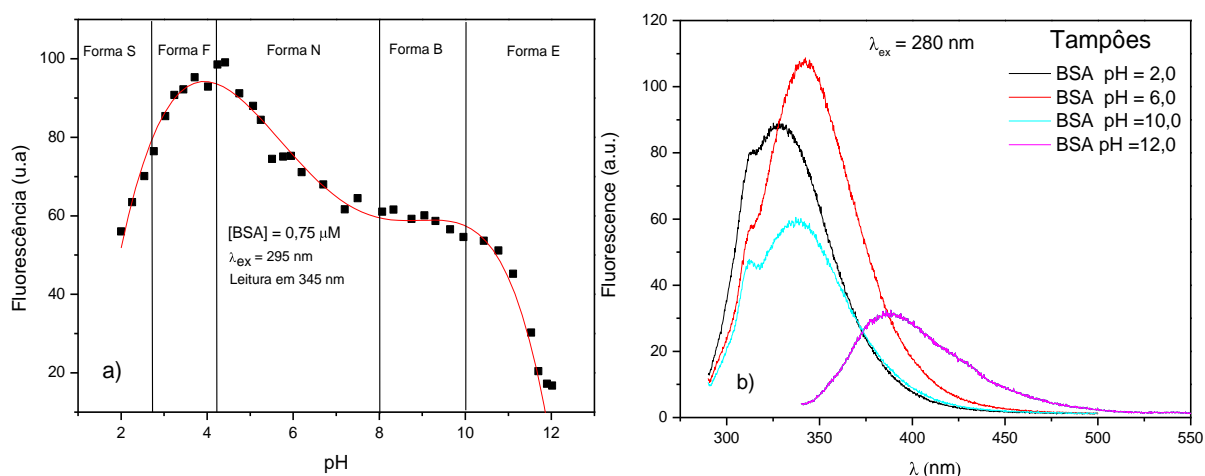 Forma S
Forma F
Forma N
Forma B
Forma E
100
80
60
40
20
Fluorescência (u.a)
[BSA] = 0,75 μM
λex = 295 nm
Leitura em 345 nm
a)
2
4
6
8
10
12
pH
120
100
80
60
40
20
0
Fluorescence (a.u.)
λex = 280 nm
Tampôes
BSA pH = 2,0
BSA pH = 6,0
BSA pH =10,0
BSA pH =12,0
b)
300
350
400
450
500
550
λ (nm)